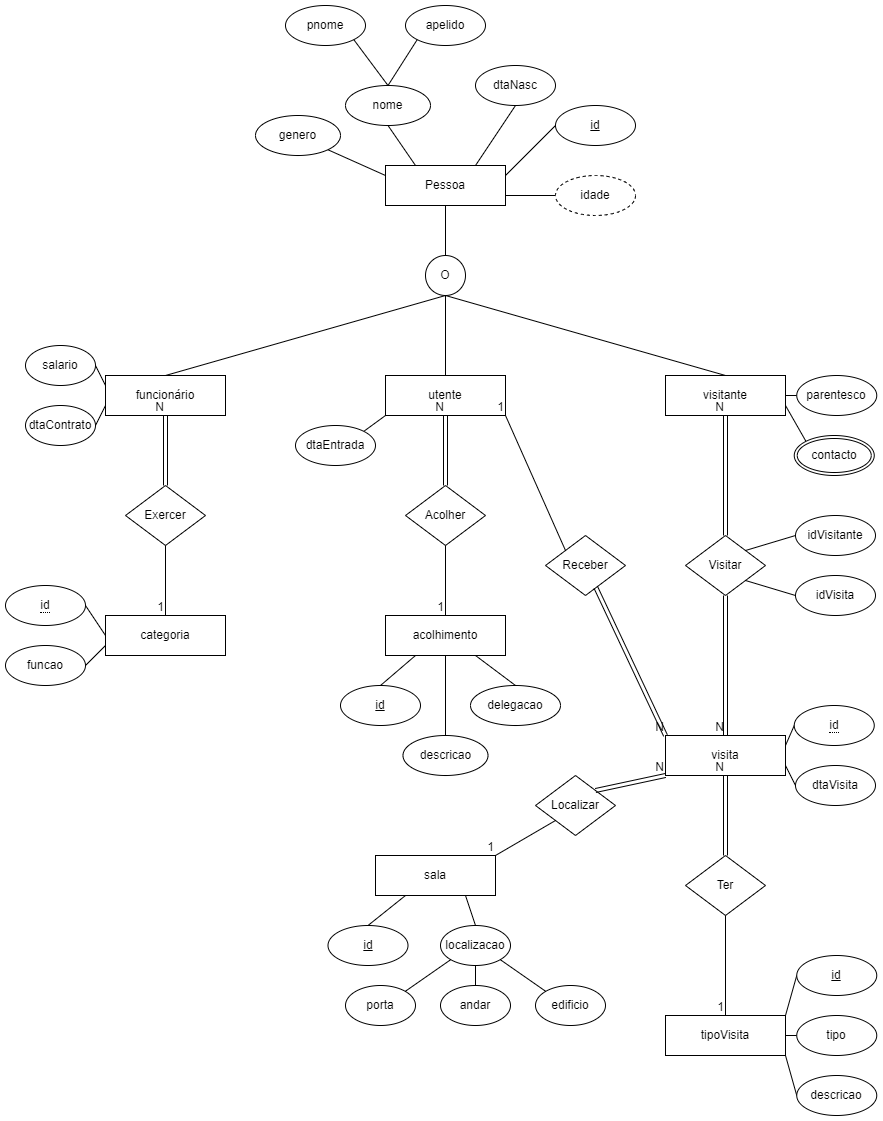 pnome
apelido
dtaNasc
nome
id
genero
Pessoa
idade
O
salário
funcionário
N
dtaContrato
utente
N
1
dtaEntrada
visitante
N
parentesco
contacto
Exercer
Acolher
Receber
Visitar
idVisitante
idVisita
id
1
categoria
funcao
1
acolhimento
id
delegacao
descricao
N
N
visita
N
N
id
dtaVisita
Localizar
1
sala
Ter
id
localizacao
porta
andar
edificio
1
tipoVisita
id
tipo
descricao